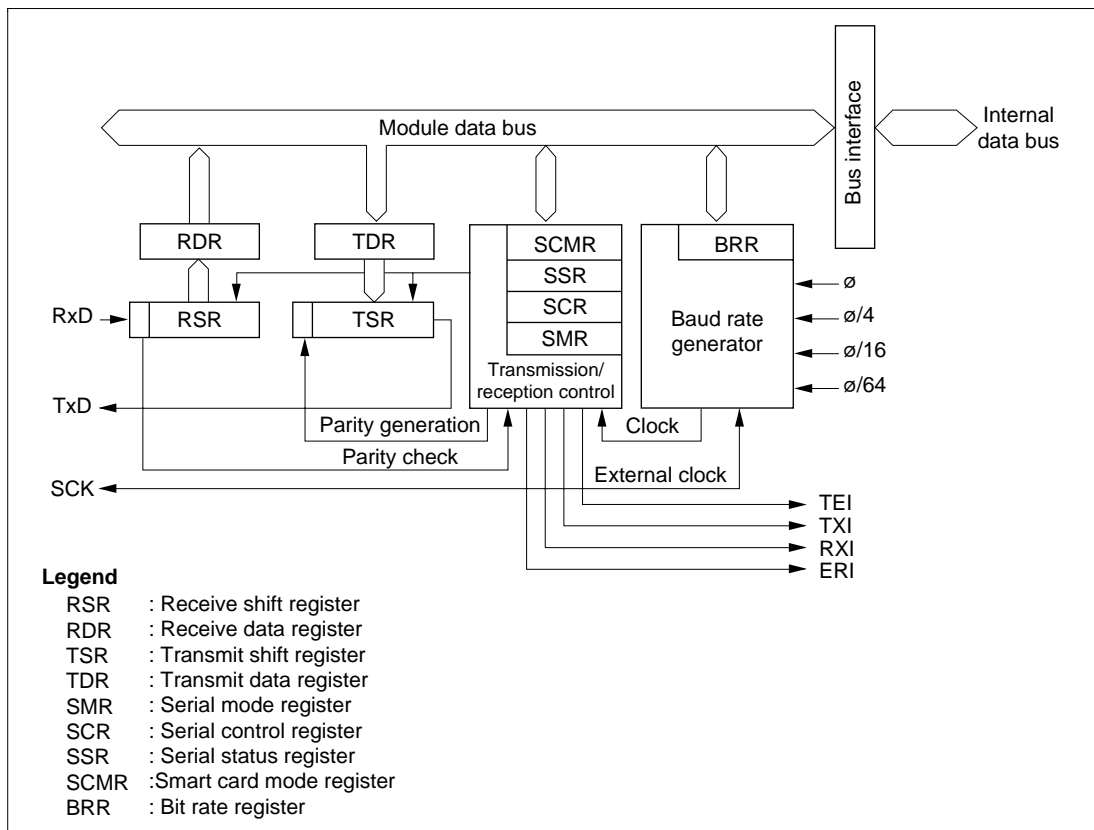 Module data bus
Bus interface
Internal
data bus
RDR
TDR
SCMR
SSR
SCR
SMR
Transmission/
reception control
BRR
Baud rate
generator
ø
ø/4
ø/16
ø/64
RxD
RSR
TSR
TxD
Parity generation
Parity check
Clock
SCK
External clock
TEI
TXI
RXI
ERI
Legend
RSR : Receive shift register
RDR : Receive data register
TSR : Transmit shift register
TDR : Transmit data register
SMR : Serial mode register
SCR : Serial control register
SSR : Serial status register
SCMR :Smart card mode register
BRR : Bit rate register